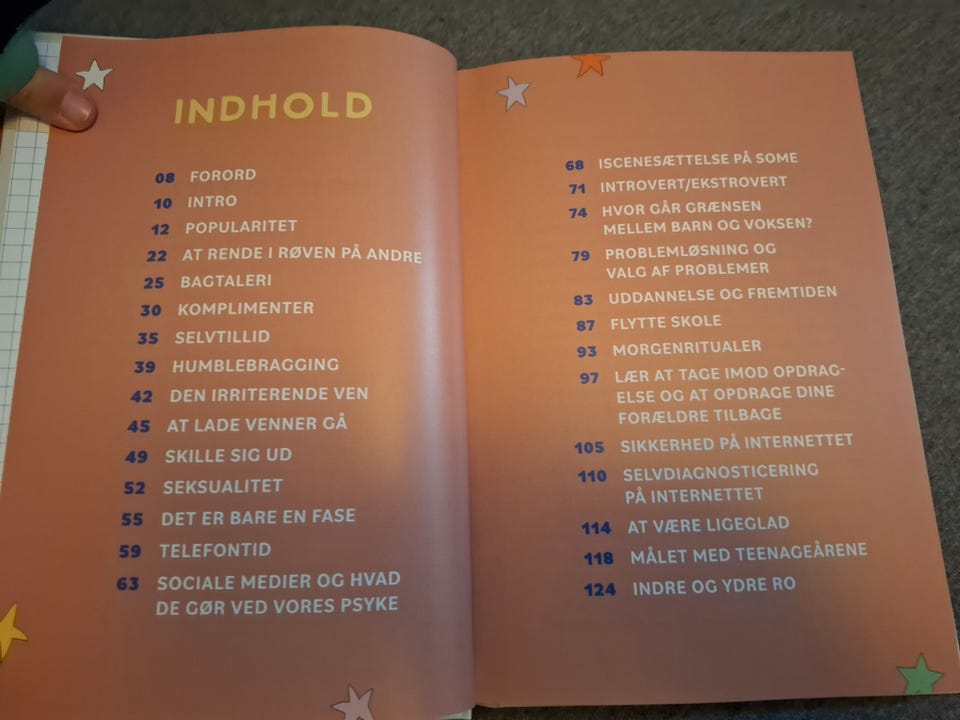 INDHOLD
08 FORORD
10 INTRO
12 POPULARITET
22 AT RENDE I RØVEN PÅ ANDRE
25 BAGTALERI
30 KOMPLIMENTER
35 SELVTILLID
39 HUMBLEBRAGGING
42 DEN IRRITERENDE VEN
45 AT LADE VENNER GÅ
49 SKILLE SIG UD
52 SEKSUALITET
55 DET ER BARE EN FASE
59 TELEFONTID
63 SOCIALE MEDIER OG HVAD
DE GØR VED VORES PSYKE
68 ISCENESÆTTELSE PÅ SOME
71 INTROVERT/EKSTROVERT
74 HVOR GÅR GRÆNSEN
MELLEM BARN OG VOKSEN?
79 PROBLEMLØSNING OG
VALG AF PROBLEMER
83 UDDANNELSE OG FREMTIDEN
87 FLYTTE SKOLE
93 MORGENRITUALER
97 LÆR AT TAGE IMOD OPDRAG-
ELSE OG AT OPDRAGE DINE
FORÆLDRE TILBAGE
105 SIKKERHED PÅ INTERNETTET
110 SELVDIAGNOSTICERING
PÅ INTERNETTET
114 AT VÆRE LIGEGLAD
118 MÅLET MED TEENAGEÅRENE
124 INDRE OG YDRE RO